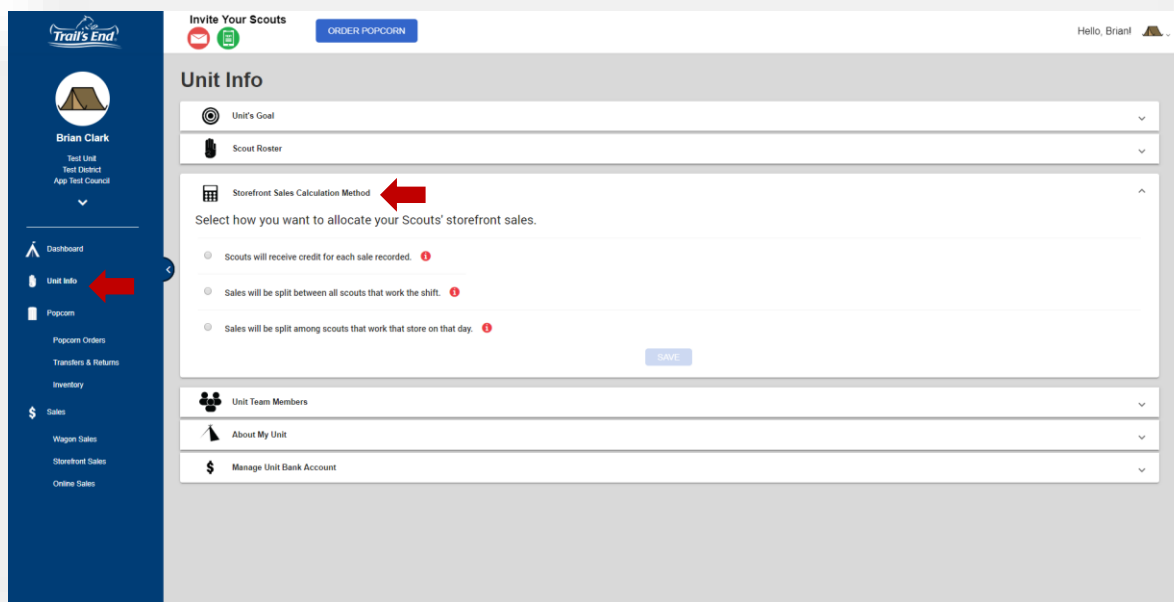 Trail's End
Invite Your Scouts
ORDER POPCORN
Hello, Brian!
Brian Clark
Test Unit
Test District
App Test Council
Dashboard
Unit Info
Popcorn
Popcorn Orders
Transfers & Returns
Inventory
$ Sales
Wagon Sales
Storefront Sales
Online Sales
Unit Info
Unit's Goal
Scout Roster
Storefront Sales Calculation Method
Select how you want to allocate your Scouts' storefront sales.
Scouts will receive credit for each sale recorded.
Sales will be split between all scouts that work the shift.
Sales will be split among scouts that work that store on that day.
SAVE
Unit Team Members
About My Unit
$ Manage Unit Bank Account